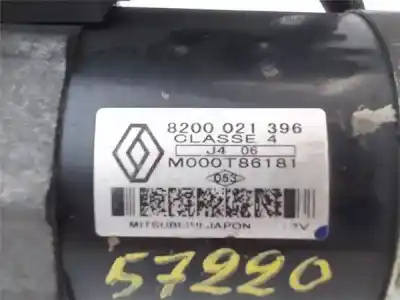 8200 021 396
CLASSE 4
J4 06
M000T86181
053
MITSUBISHI JAPON
57220